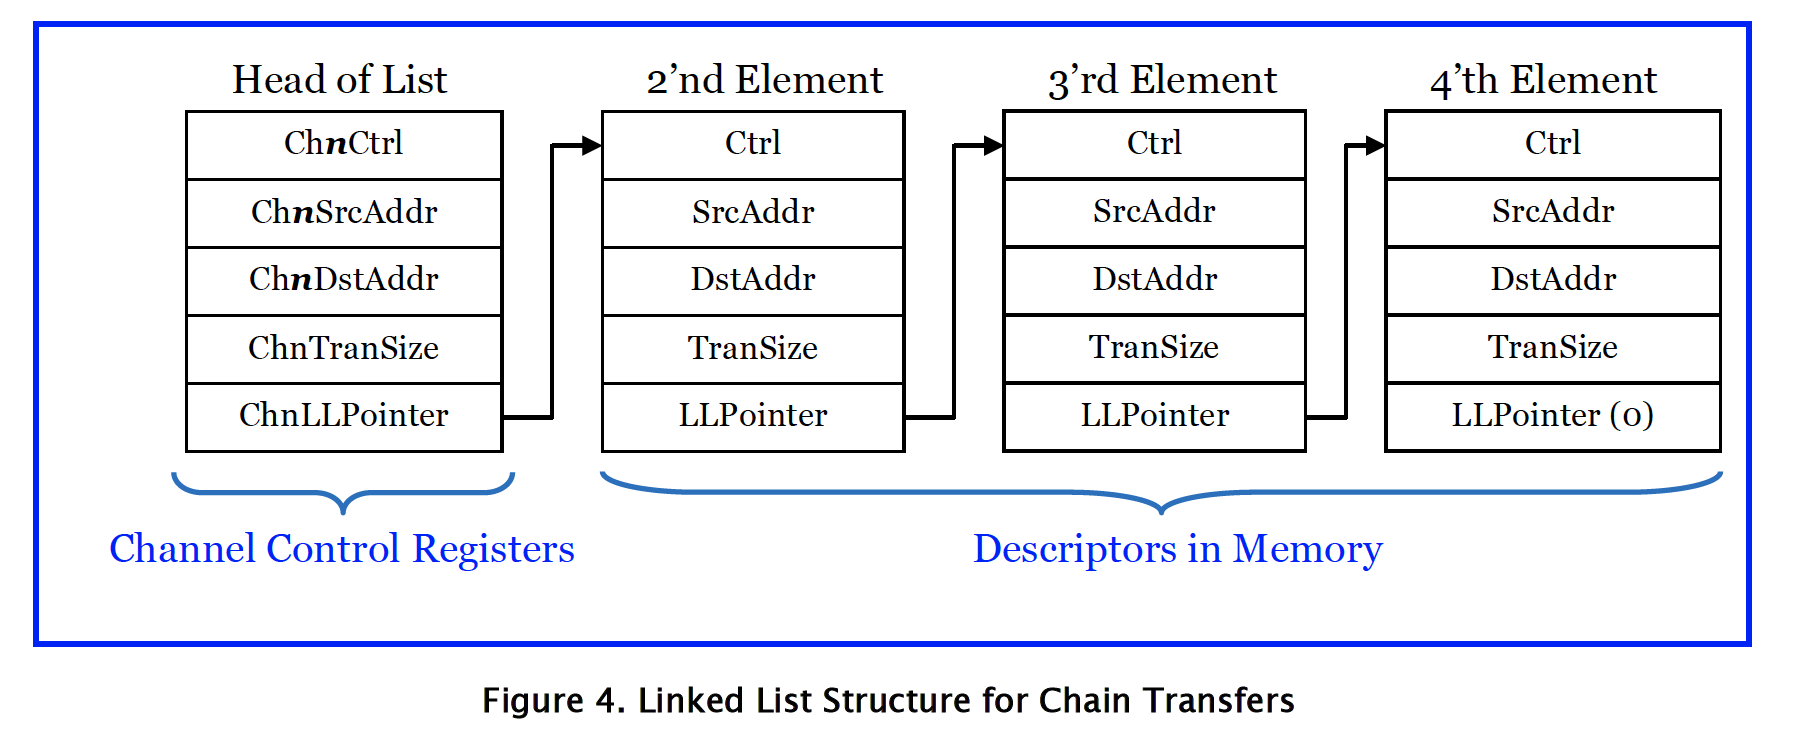 Head of List
2’nd Element
3’rd Element
4’th Element
ChnCtrl
Ctrl
Ctrl
Ctrl
ChnSrcAddr
SrcAddr
SrcAddr
SrcAddr
ChnDstAddr
DstAddr
DstAddr
DstAddr
ChnTranSize
TranSize
TranSize
TranSize
ChnLLPointer
LLPointer
LLPointer
LLPointer (0)
Channel Control Registers
Descriptors in Memory
Figure 4. Linked List Structure for Chain Transfers